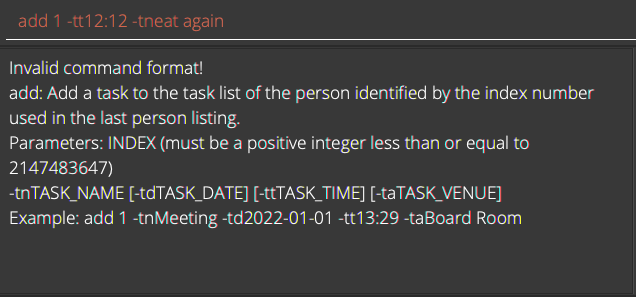 add 1 -tt12:12 -tneat again
Invalid command format!
add: Add a task to the task list of the person identified by the index number
used in the last person listing.
Parameters: INDEX (must be a positive integer less than or equal to
2147483647)
-tnTASK_NAME [-tdTASK_DATE] [-ttTASK_TIME] [-taTASK_VENUE]
Example: add 1 -tnMeeting -td2022-01-01 -tt13:29 -taBoard Room